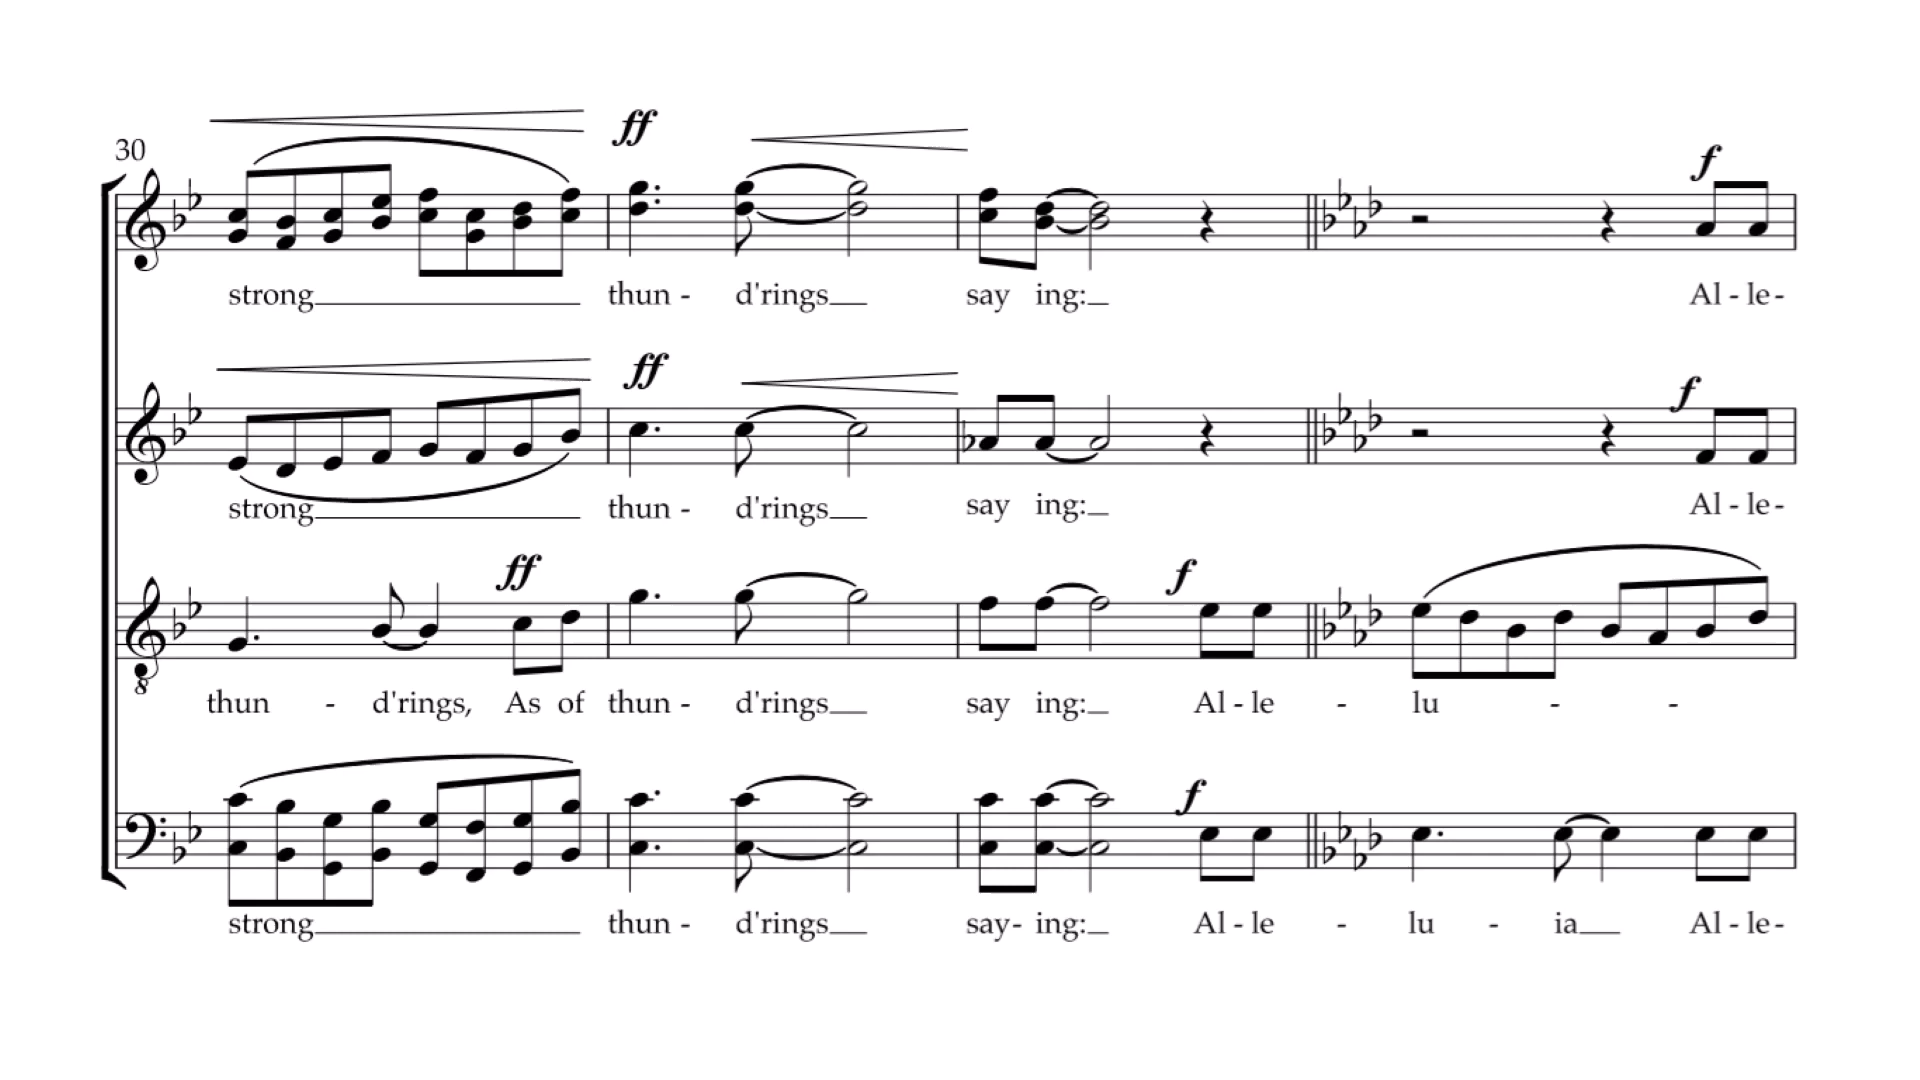 30 ff f
strong thun - d'rings say ing: Al - le-
ff f
strong thun - d'rings say ing: Al - le-
ff f
8
thun - d'rings, As of thun - d'rings say ing: Al - le - lu - -
f
strong thun - d'rings say- ing: Al - le - lu - ia Al - le-